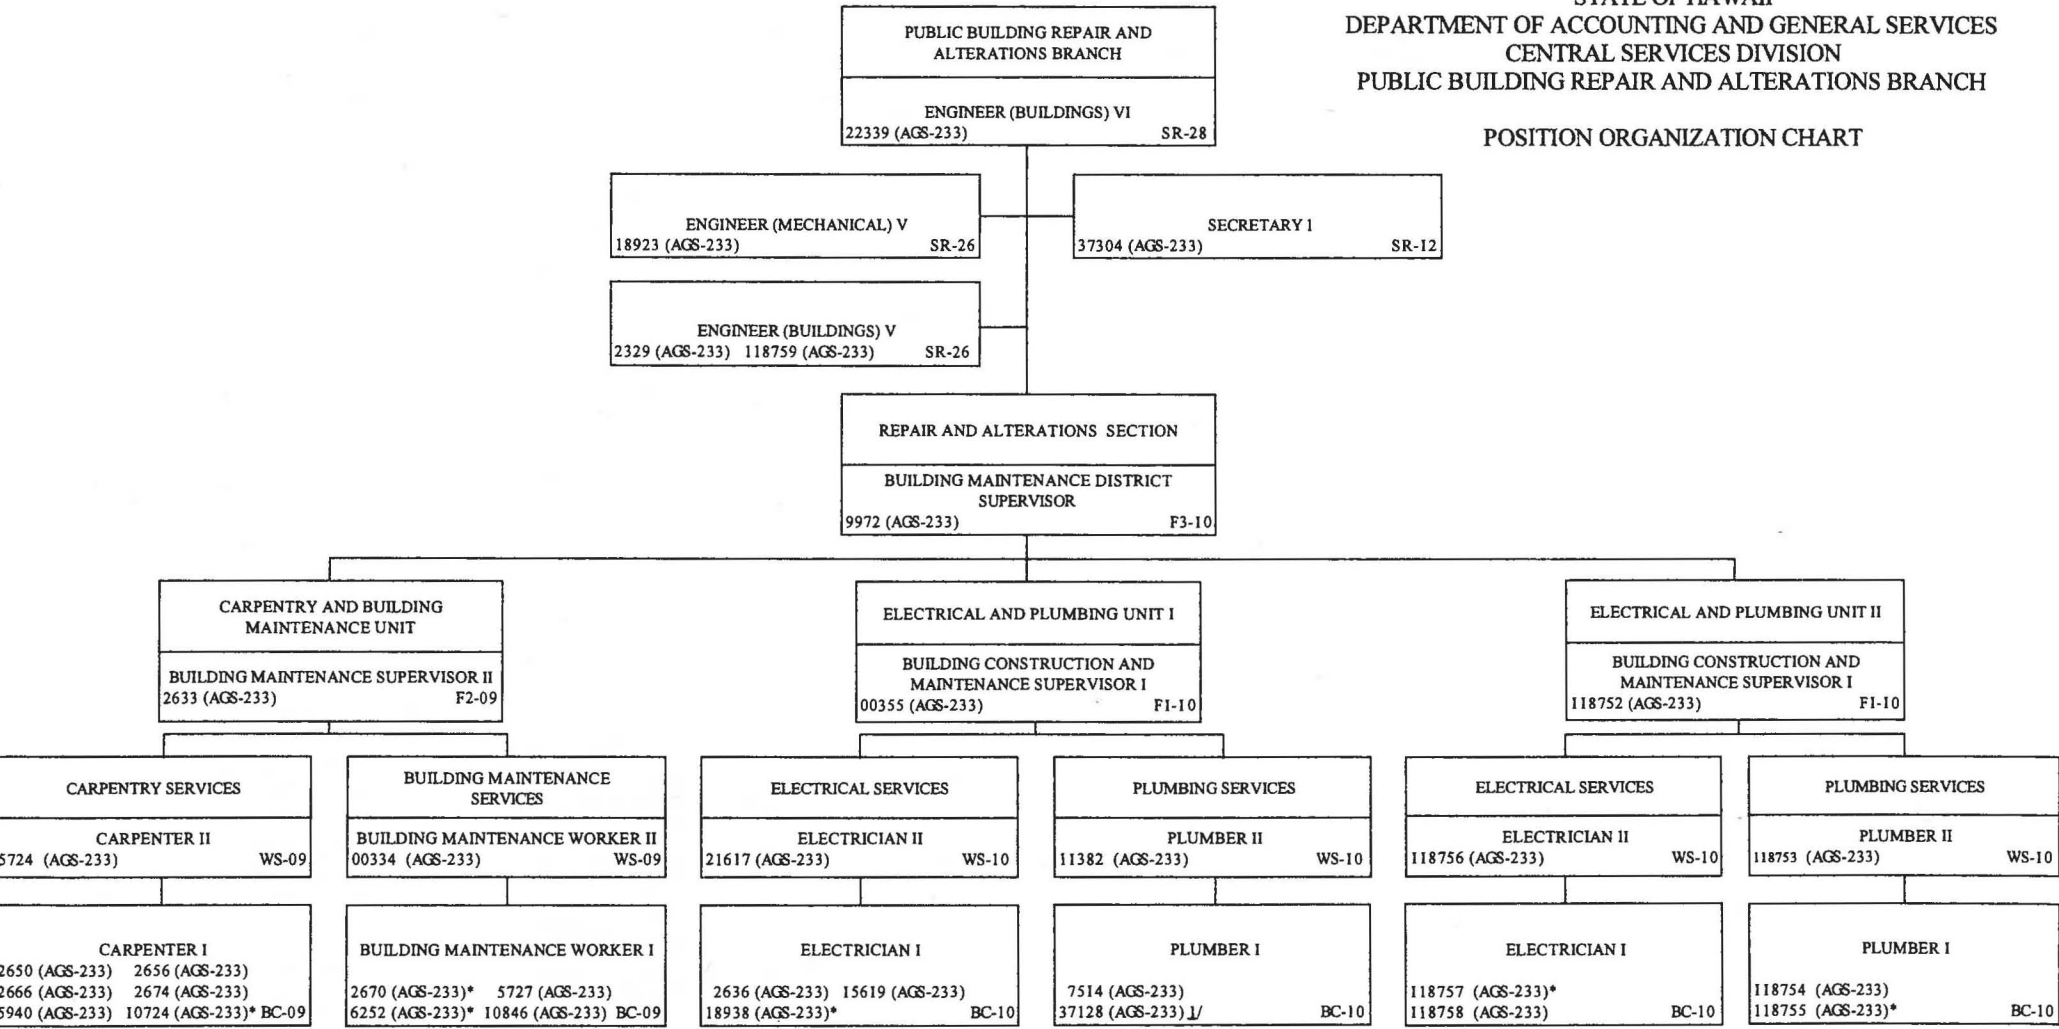 STATE OF HAWAII
DEPARTMENT OF ACCOUNTING AND GENERAL SERVICES
CENTRAL SERVICES DIVISION
PUBLIC BUILDING REPAIR AND ALTERATIONS BRANCH
POSITION ORGANIZATION CHART
PUBLIC BUILDING REPAIR AND
ALTERATIONS BRANCH
ENGINEER (BUILDINGS) VI
22339 (AGS-233) SR-28
ENGINEER (MECHANICAL) V
18923 (AGS-233) SR-26
SECRETARY I
37304 (AGS-233) SR-12
ENGINEER (BUILDINGS) V
2329 (AGS-233) 118759 (AGS-233) SR-26
REPAIR AND ALTERATIONS SECTION
BUILDING MAINTENANCE DISTRICT
SUPERVISOR
9972 (AGS-233) F3-10
CARPENTRY AND BUILDING
MAINTENANCE UNIT
BUILDING MAINTENANCE SUPERVISOR II
2633 (AGS-233) F2-09
ELECTRICAL AND PLUMBING UNIT I
BUILDING CONSTRUCTION AND
MAINTENANCE SUPERVISOR I
00355 (AGS-233) F1-10
ELECTRICAL AND PLUMBING UNIT II
BUILDING CONSTRUCTION AND
MAINTENANCE SUPERVISOR I
118752 (AGS-233) F1-10
CARPENTRY SERVICES
CARPENTER II
5724 (AGS-233) WS-09
BUILDING MAINTENANCE
SERVICES
BUILDING MAINTENANCE WORKER II
00334 (AGS-233) WS-09
ELECTRICAL SERVICES
ELECTRICIAN II
21617 (AGS-233) WS-10
PLUMBING SERVICES
PLUMBER II
11382 (AGS-233) WS-10
ELECTRICAL SERVICES
ELECTRICIAN II
118756 (AGS-233) WS-10
PLUMBING SERVICES
PLUMBER II
118753 (AGS-233) WS-10
CARPENTER I
2650 (AGS-233) 2656 (AGS-233)
2666 (AGS-233) 2674 (AGS-233)
5940 (AGS-233) 10724 (AGS-233)* BC-09
BUILDING MAINTENANCE WORKER I
2670 (AGS-233)* 5727 (AGS-233)
6252 (AGS-233)* 10846 (AGS-233) BC-09
ELECTRICIAN I
2636 (AGS-233) 15619 (AGS-233)
18938 (AGS-233)* BC-10
PLUMBER I
7514 (AGS-233)
37128 (AGS-233) 1/ BC-10
ELECTRICIAN I
118757 (AGS-233)*
118758 (AGS-233) BC-10
PLUMBER I
118754 (AGS-233)
118755 (AGS-233)* BC-10